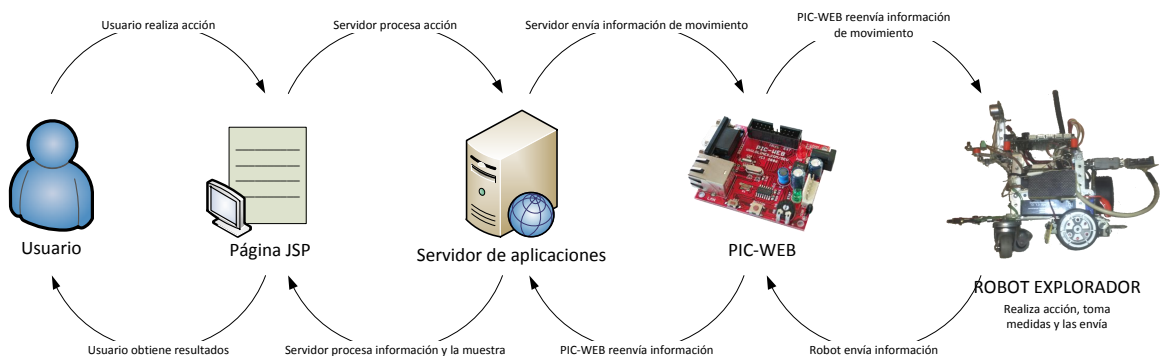 Usuario realiza acción
Servidor procesa acción
Servidor envía información de movimiento
PIC-WEB reenvía información
de movimiento
PIC-WEB
Usuario
Página JSP
Servidor de aplicaciones
PIC-WEB
ROBOT EXPLORADOR
Realiza acción, toma
medidas y las envía
Usuario obtiene resultados
Servidor procesa información y la muestra
PIC-WEB reenvía información
Robot envía información